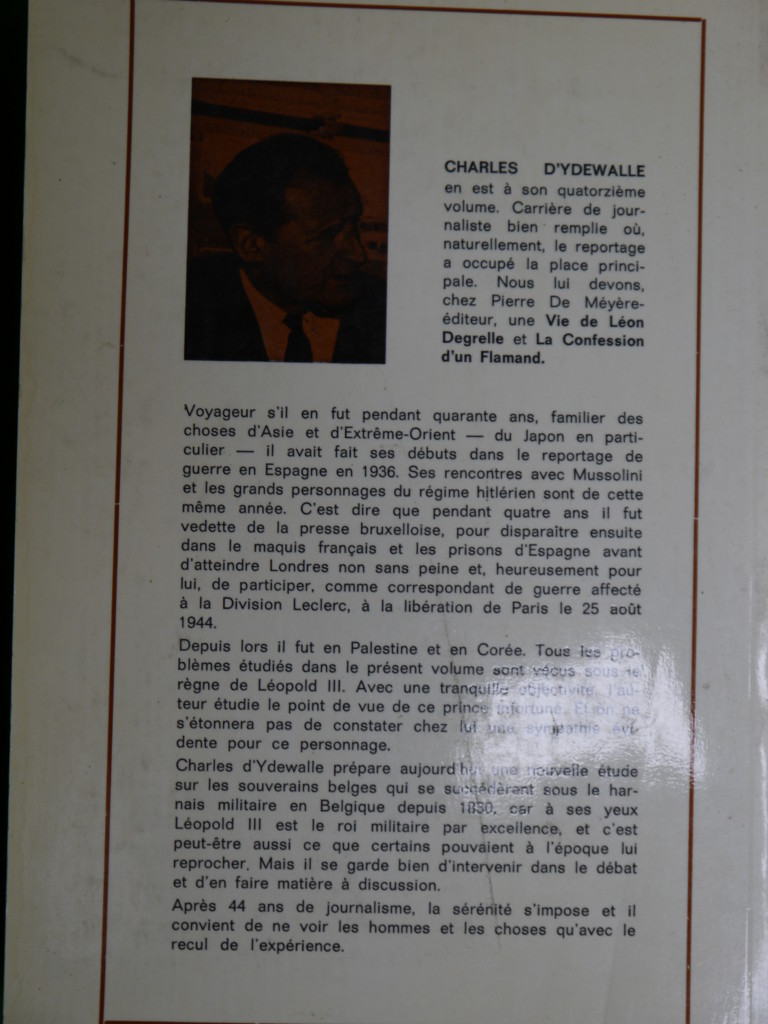 CHARLES D'YDEWALLE
en est à son quatorzième
volume. Carrière de jour-
naliste bien remplie où,
naturellement, le reportage
a occupé la place princi-
pale. Nous lui devons,
chez Pierre De Méyère-
éditeur, une Vie de Léon
Degrelle et La Confession
d'un Flamand.
Voyageur s'il en fut pendant quarante ans, familier des
choses d'Asie et d'Extrême-Orient — du Japon en parti-
culier — il avait fait ses débuts dans le reportage de
guerre en Espagne en 1936. Ses rencontres avec Mussolini
et les grands personnages du régime hitlérien sont de cette
même année. C'est dire que pendant quatre ans il fut
vedette de la presse bruxelloise, pour disparaître ensuite
dans le maquis français et les prisons d'Espagne avant
d'atteindre Londres non sans peine et, heureusement pour
lui, de participer, comme correspondant de guerre affecté
à la Division Leclerc, à la libération de Paris le 25 août
1944.
Depuis lors il fut en Palestine et en Corée. Tous les pro-
blèmes étudiés dans le présent volume sont vécus sous le
règne de Léopold III. Avec une tranquille objectivité, l'au-
teur étudie le point de vue de ce prince infortuné. Et on ne
s'étonnera pas de constater chez lui une sympathie évi-
dente pour ce personnage.
Charles d'Ydewalle prépare aujourd'hui une nouvelle étude
sur les souverains belges qui se succédèrent sous le har-
nais militaire en Belgique depuis 1830, car à ses yeux
Léopold III est le roi militaire par excellence, et c'est
peut-être aussi ce que certains pouvaient à l'époque lui
reprocher. Mais il se garde bien d'intervenir dans le débat
et d'en faire matière à discussion.
Après 44 ans de journalisme, la sérénité s'impose et il
convient de ne voir les hommes et les choses qu'avec le
recul de l'expérience.